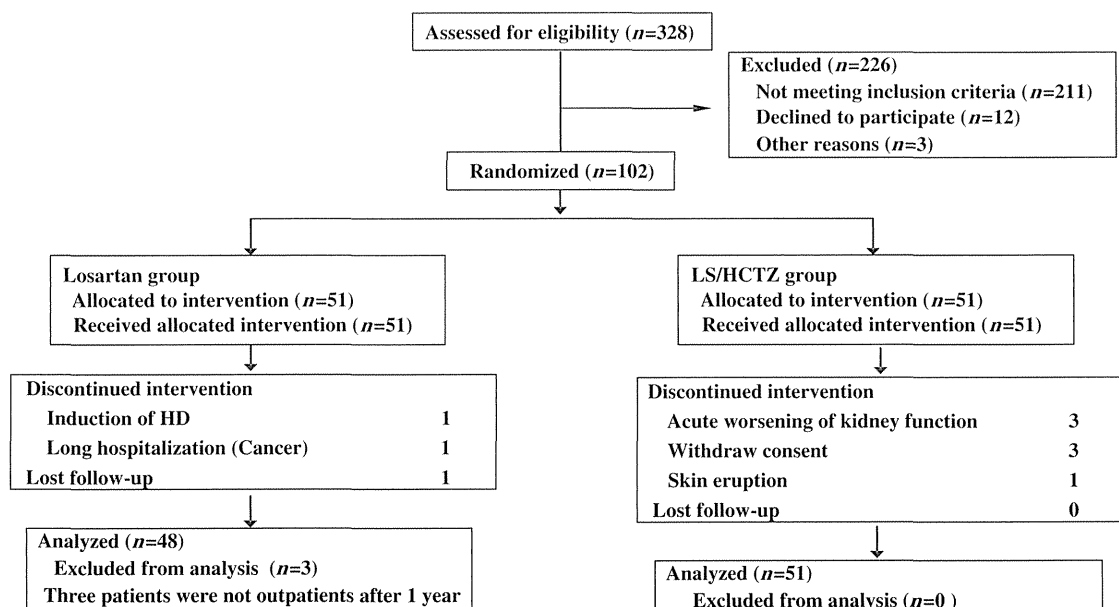 Assessed for eligibility (n=328)
Excluded (n=226)
Not meeting inclusion criteria (n=211)
Declined to participate (n=12)
Other reasons (n=3)
Randomized (n=102)
Losartan group
Allocated to intervention (n=51)
Received allocated intervention (n=51)
LS/HCTZ group
Allocated to intervention (n=51)
Received allocated intervention (n=51)
Discontinued intervention
Induction of HD 1
Long hospitalization (Cancer) 1
Lost follow-up 1
Discontinued intervention
Acute worsening of kidney function 3
Withdraw consent 3
Skin eruption 1
Lost follow-up 0
Analyzed (n=48)
Excluded from analysis (n=3)
Three patients were not outpatients after 1 year
Analyzed (n=51)
Excluded from analysis (n=0 )